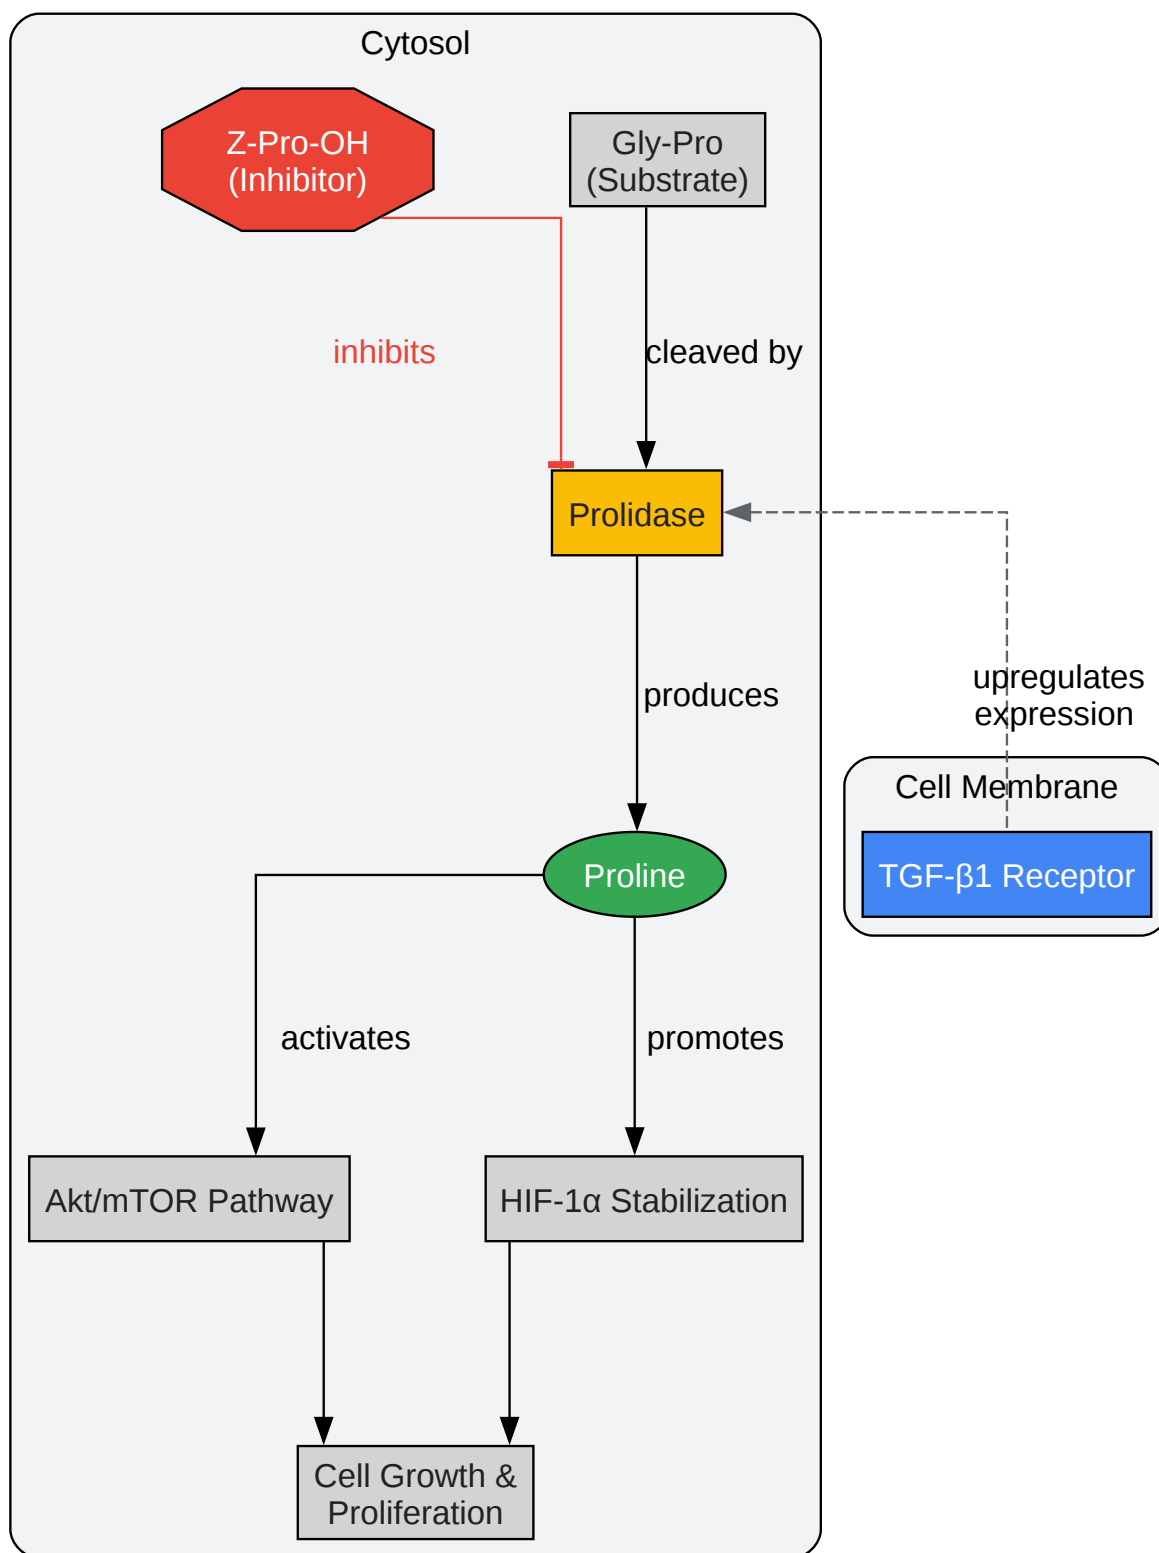 Cytosol
Z-Pro-OH
(Inhibitor)
Gly-Pro
(Substrate)
inhibits
cleaved by
Prolidase
produces
upregulates
expression
Cell Membrane
TGF-β1 Receptor
Proline
activates
promotes
Akt/mTOR Pathway
HIF-1α Stabilization
Cell Growth &
Proliferation